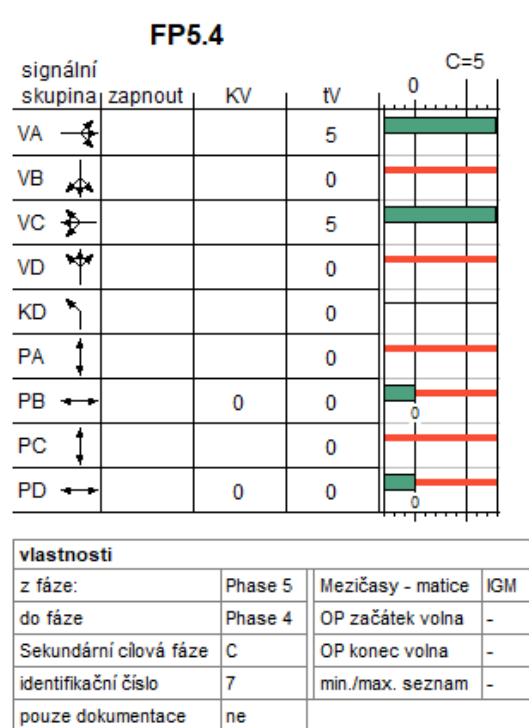 FP5.4
signální skupina zapnout KV tV 0 C=5
VA 5
VB 0
VC 5
VD 0
KD 0
PA 0
PB 0 0 0
PC 0
PD 0 0 0
vlastnosti
z fáze: Phase 5 Mezičasy - matice IGM
do fáze Phase 4 OP začátek volna -
Sekundární cílová fáze C OP konec volna -
identifikační číslo 7 min./max. seznam -
pouze dokumentace ne